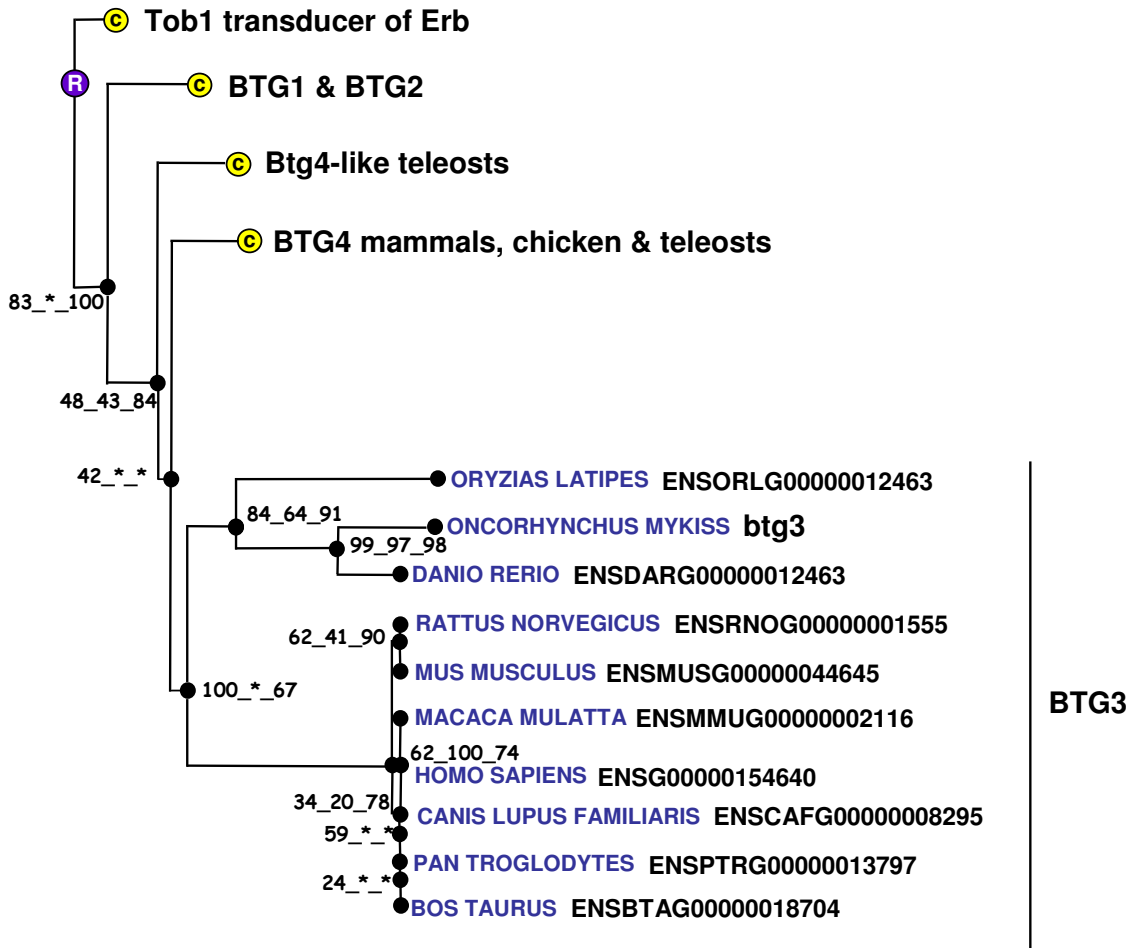 c Tob1 transducer of Erb
R
c BTG1 & BTG2
c Btg4-like teleosts
c BTG4 mammals, chicken & teleosts
83_*_100
48_43_84
42_*_*
ORYZIAS LATIPES ENSORLG00000012463
84_64_91
ONCORHYNCHUS MYKISS btg3
99_97_98
DANIO RERIO ENSDARG00000012463
RATTUS NORVEGICUS ENSRNOG00000001555
62_41_90
MUS MUSCULUS ENSMUSG00000044645
100_*_67
BTG3
MACACA MULATTA ENSMMUG00000002116
62_100_74
HOMO SAPIENS ENSG00000154640
34_20_78
CANIS LUPUS FAMILIARIS ENSCAFG00000008295
59_*_*
PAN TROGLODYTES ENSPTRG00000013797
24_*_*
BOS TAURUS ENSBTAG00000018704